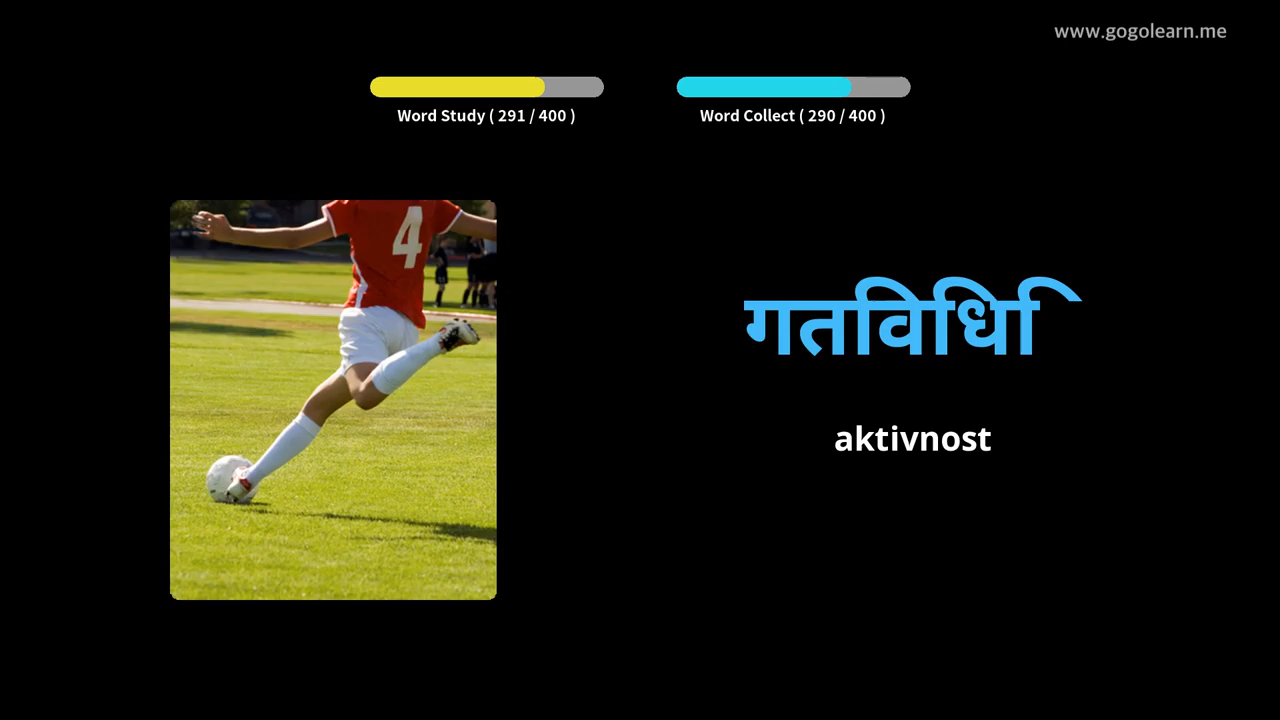 www.gogolearn.me
Word Study ( 291 / 400 )
Word Collect ( 290 / 400 )
गतिविधि
aktivnost
4